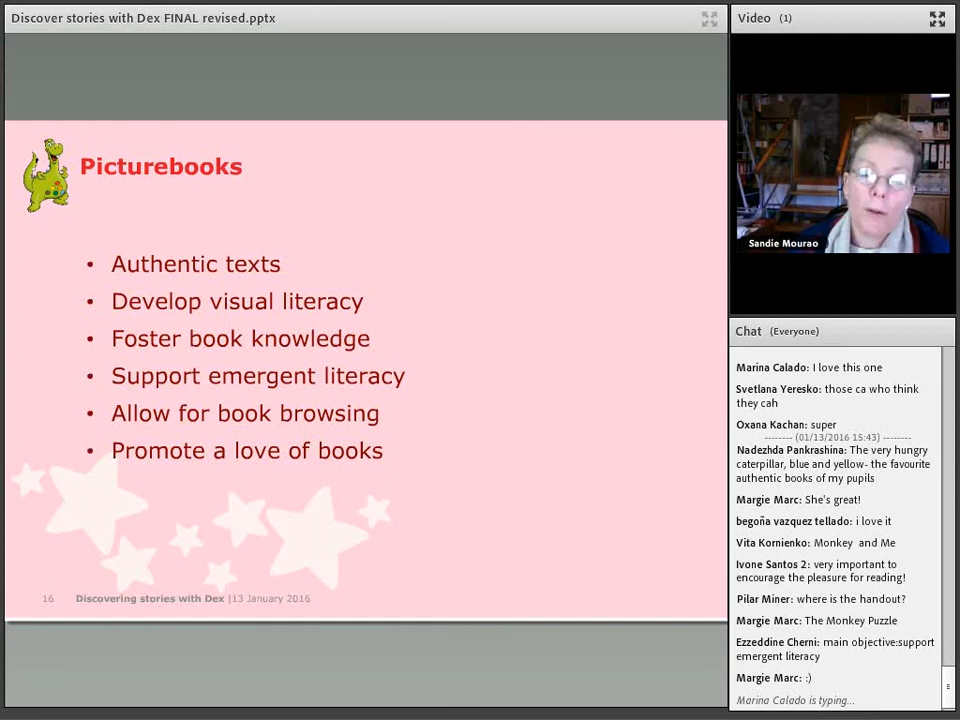 Discover stories with Dex FINAL revised.pptx
Picturebooks
• Authentic texts
• Develop visual literacy
• Foster book knowledge
• Support emergent literacy
• Allow for book browsing
• Promote a love of books
16 Discovering stories with Dex |13 January 2016
Video (1)
Sandie Mourao
Chat (Everyone)
Marina Calado: I love this one
Svetlana Yeresko: those ca who think
they cah
Oxana Kachan: super
-------- (01/13/2016 15:43) --------
Nadezhda Pankrashina: The very hungry
caterpillar, blue and yellow- the favourite
authentic books of my pupils
Margie Marc: She's great!
begoña vazquez tellado: i love it
Vita Kornienko: Monkey and Me
Ivone Santos 2: very important to
encourage the pleasure for reading!
Pilar Miner: where is the handout?
Margie Marc: The Monkey Puzzle
Ezzeddine Cherni: main objective:support
emergent literacy
Margie Marc: :)
Marina Calado is typing...